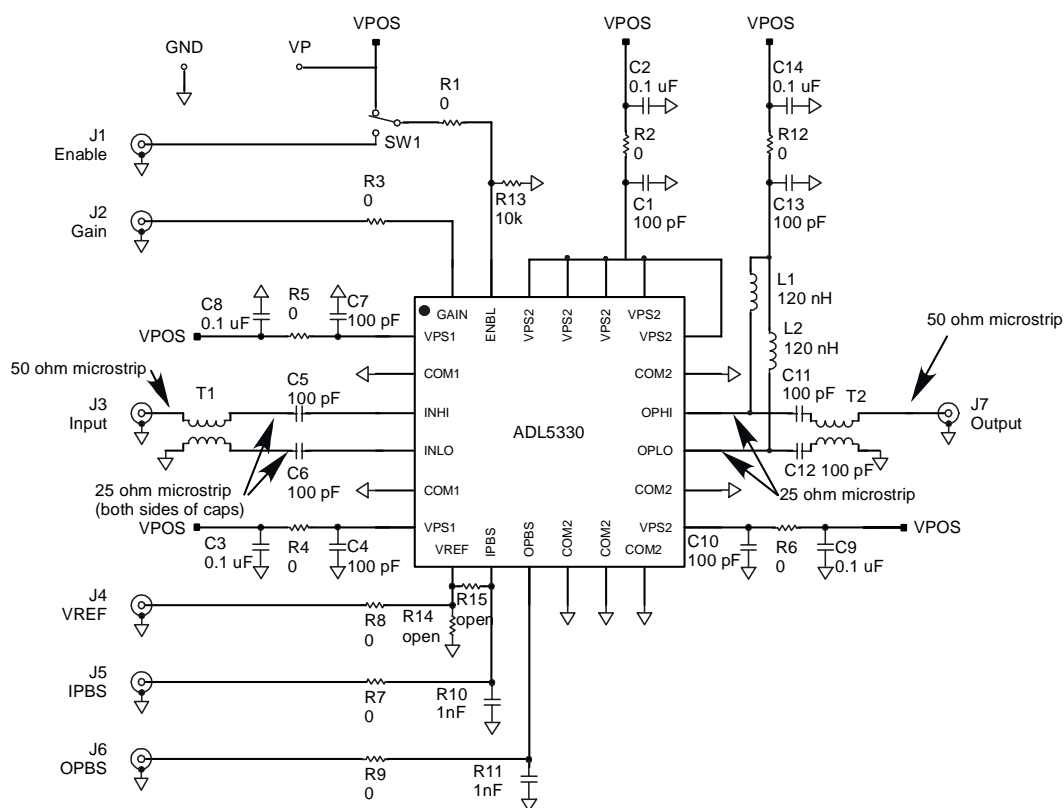 VPOS
VPOS
VPOS
GND
VP
C2
0.1 uF
C14
0.1 uF
R1
0
J1
Enable
SW1
R2
0
R12
0
R3
0
R13
10k
C1
100 pF
C13
100 pF
J2
Gain
L1
120 nH
C8
0.1 uF
R5
0
C7
100 pF
GAIN
ENBL
VPS2
VPS2
VPS2
VPS2
VPOS
VPS1
VPS2
L2
120 nH
50 ohm microstrip
50 ohm microstrip
COM1
COM2
T1
C5
100 pF
C11
100 pF
T2
J3
Input
INHI
ADL5330
OPHI
J7
Output
INLO
OPLO
C6
100 pF
C12 100 pF
25 ohm microstrip
(both sides of caps)
COM1
COM2
25 ohm microstrip
VPOS
VPS1
VPS2
VPOS
C3
0.1 uF
R4
0
C4
100 pF
VREF
IPBS
OPBS
COM2
COM2
COM2
C10
100 pF
R6
0
C9
0.1 uF
J4
VREF
R8
0
R14
open
R15
open
J5
IPBS
R7
0
R10
1nF
J6
OPBS
R9
0
R11
1nF